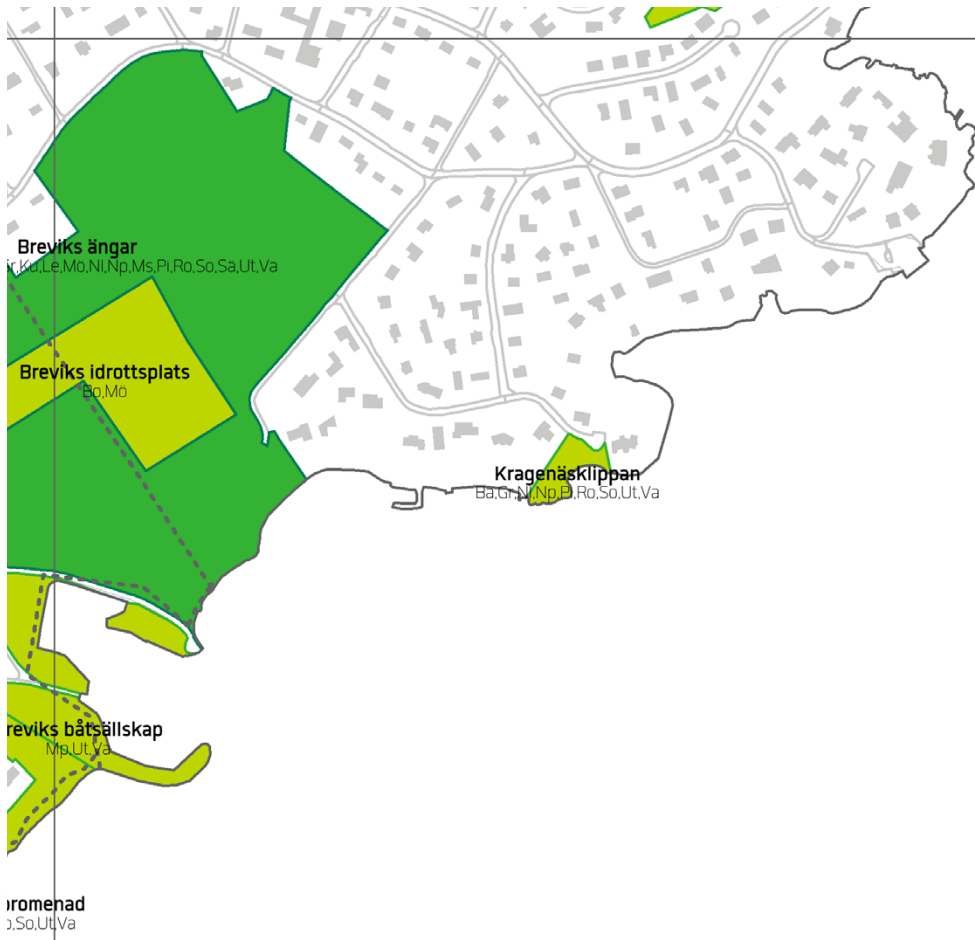 Breviks ängar
Ku,Le,Mö,Nl,Np,Ms,Pi,Ro,So,Sä,Ut,Va
Breviks idrottsplats
Bo,Mö
Kragenäsklippan
Ba,Gr,Nl,Np,Pi,Ro,So,Ut,Va
reviks båtsällskap
Mp,Ut,Va
promenad
o,So,Ut,Va